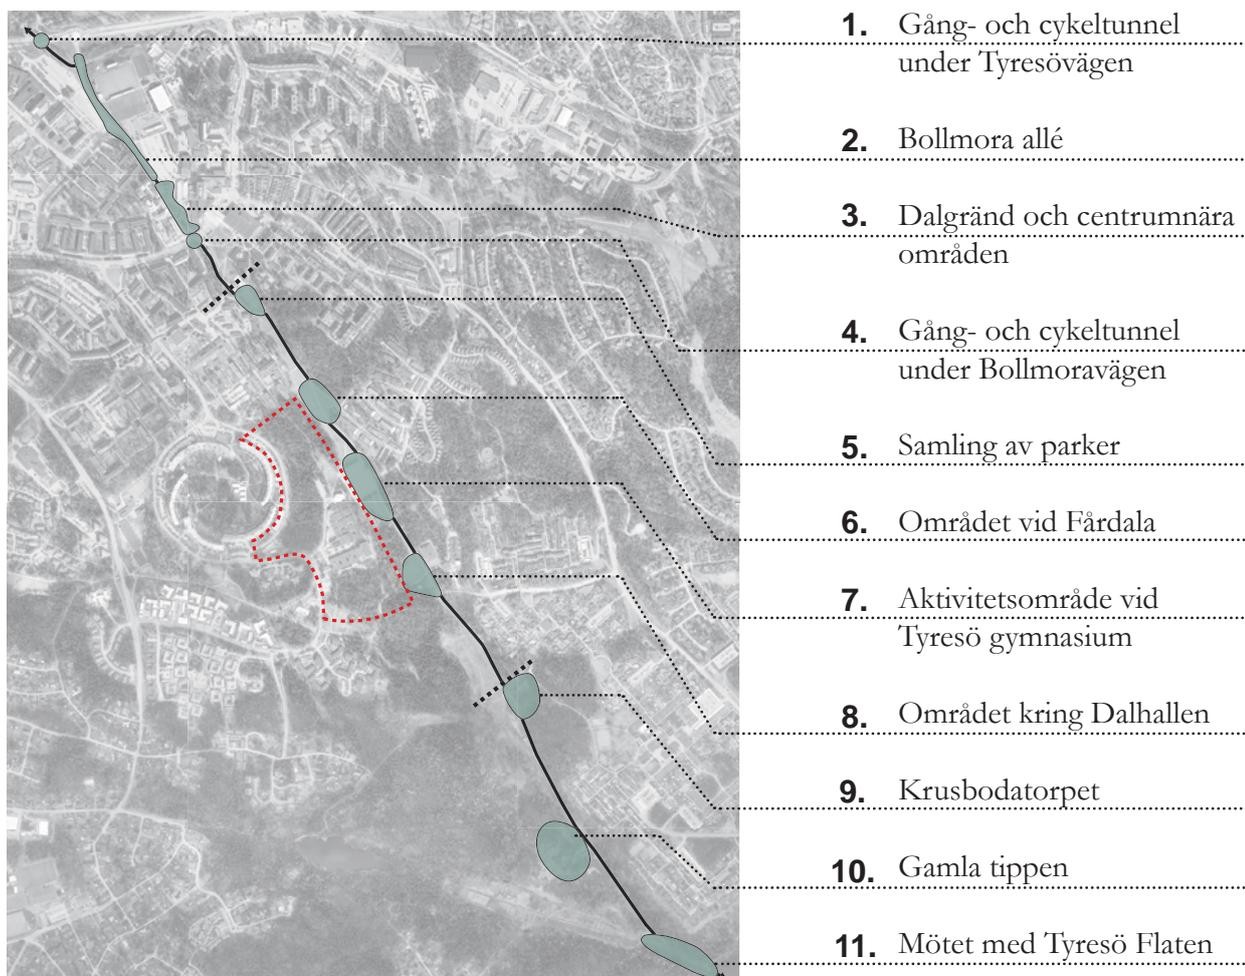 1. Gång- och cykeltunnel
under Tyresövägen
2. Bollmora allé
3. Dalgränd och centrumnära
områden
4. Gång- och cykeltunnel
under Bollmoravägen
5. Samling av parker
6. Området vid Fårdala
7. Aktivitetsområde vid
Tyresö gymnasium
8. Området kring Dalhallen
9. Krusbodatorpet
10. Gamla tippen
11. Mötet med Tyresö Flaten